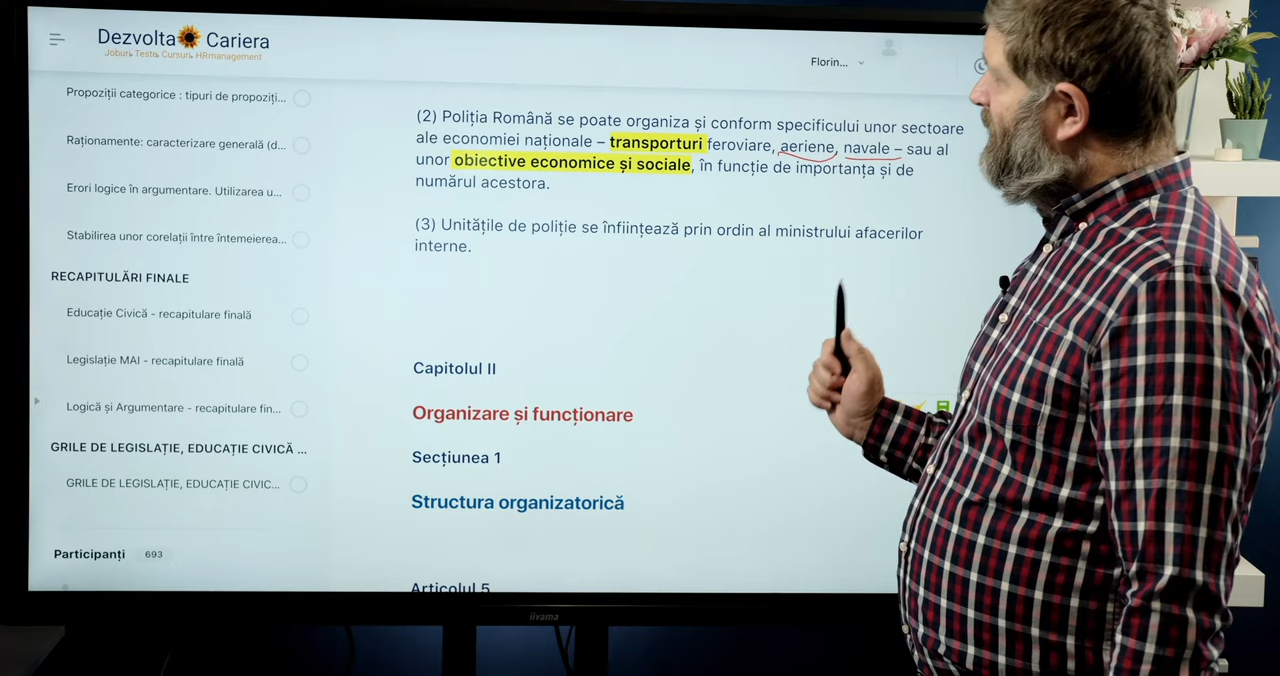 Dezvolta Cariera
Joburi, Teste, Cursuri, HRmanagement
Florin...
Propoziții categorice : tipuri de propoziți...
Raționamente: caracterizare generală (d...
Erori logice în argumentare. Utilizarea u...
Stabilirea unor corelații între întemeierea...
RECAPITULĂRI FINALE
Educație Civică - recapitulare finală
Legislație MAI - recapitulare finală
Logică și Argumentare - recapitulare fin...
GRILE DE LEGISLAȚIE, EDUCAȚIE CIVICĂ ...
GRILE DE LEGISLAȚIE, EDUCAȚIE CIVIC...
Participanți 693
(2) Poliția Română se poate organiza și conform specificului unor sectoare
ale economiei naționale – transporturi feroviare, aeriene, navale – sau al
unor obiective economice și sociale, în funcție de importanța și de
numărul acestora.
(3) Unitățile de poliție se înființează prin ordin al ministrului afacerilor
interne.
Capitolul II
Organizare și funcționare
Secțiunea 1
Structura organizatorică
Articolul 5
iiyama